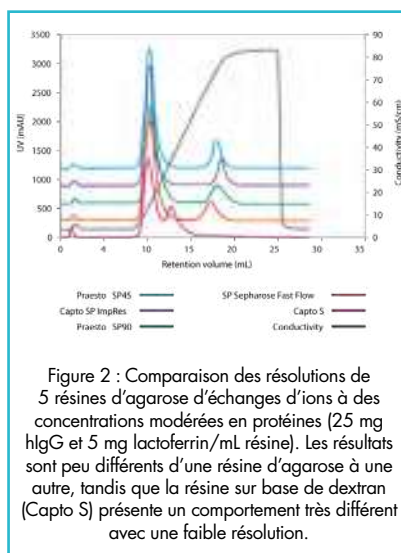 3500
3000
2500
2000
1500
1000
500
0
UV (mAU)
90
80
70
60
50
40
30
20
10
0
Conductivity (mS/cm)
0 5 10 15 20 25 30
Retention volume (mL)
Praesto SP45 SP Sepharose Fast Flow
Capto SP ImpRes Capto S
Praesto SP90 Conductivity
Figure 2 : Comparaison des résolutions de
5 résines d’agarose d’échanges d’ions à des
concentrations modérées en protéines (25 mg
hIgG et 5 mg lactoferrin/mL résine). Les résultats
sont peu différents d’une résine d’agarose à une
autre, tandis que la résine sur base de dextran
(Capto S) présente un comportement très différent
avec une faible résolution.